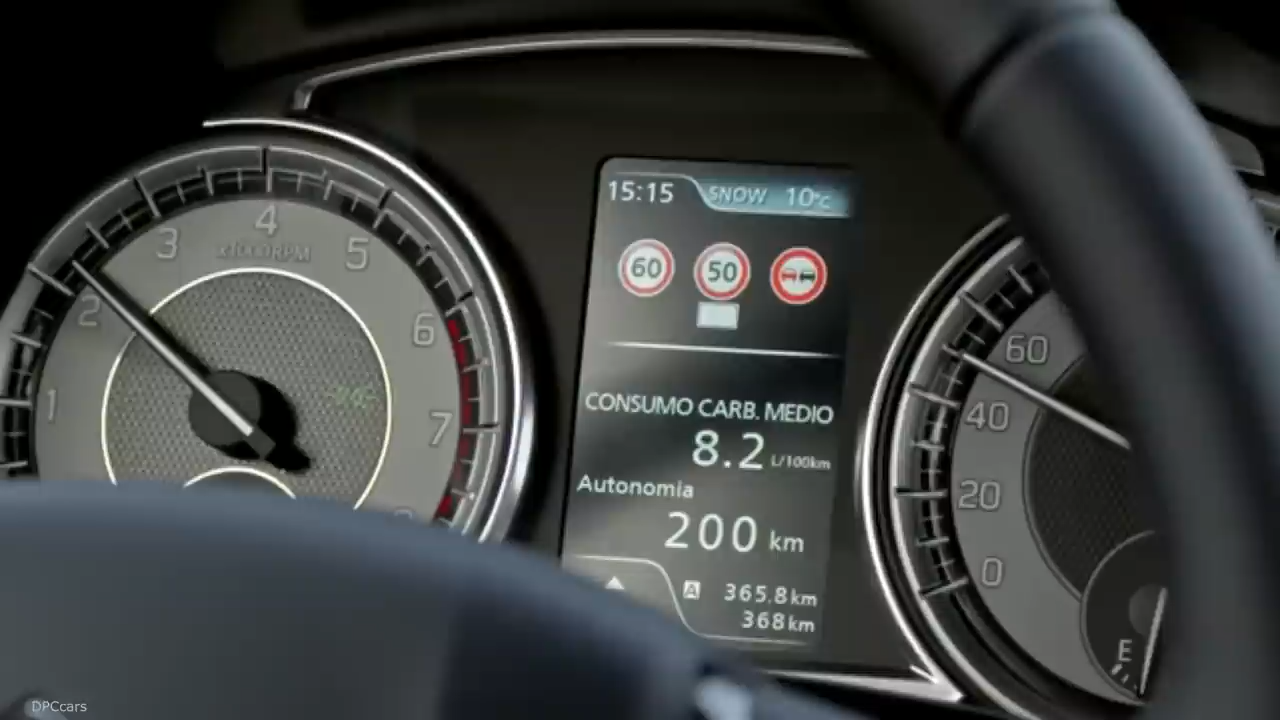 15:15 SNOW 10°C
60 50
CONSUMO CARB. MEDIO
8.2 L/100km
Autonomia
200 km
A 365.8 km
368 km
1
2
3
4
5
6
7
x1000RPM
60
40
20
0
E
DPCcars